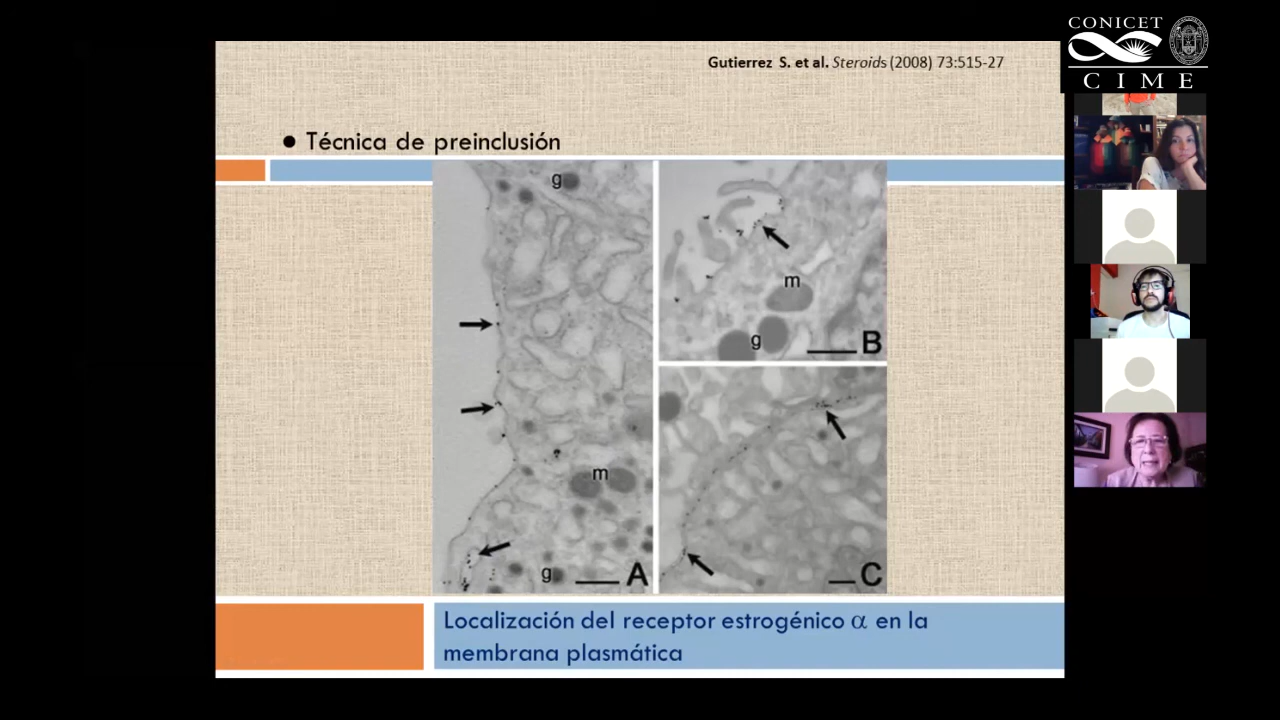 CONICET
CIME
Gutierrez S. et al. Steroids (2008) 73:515-27
● Técnica de preinclusión
g
m
g
A
m
g
B
C
Localización del receptor estrogénico α en la
membrana plasmática